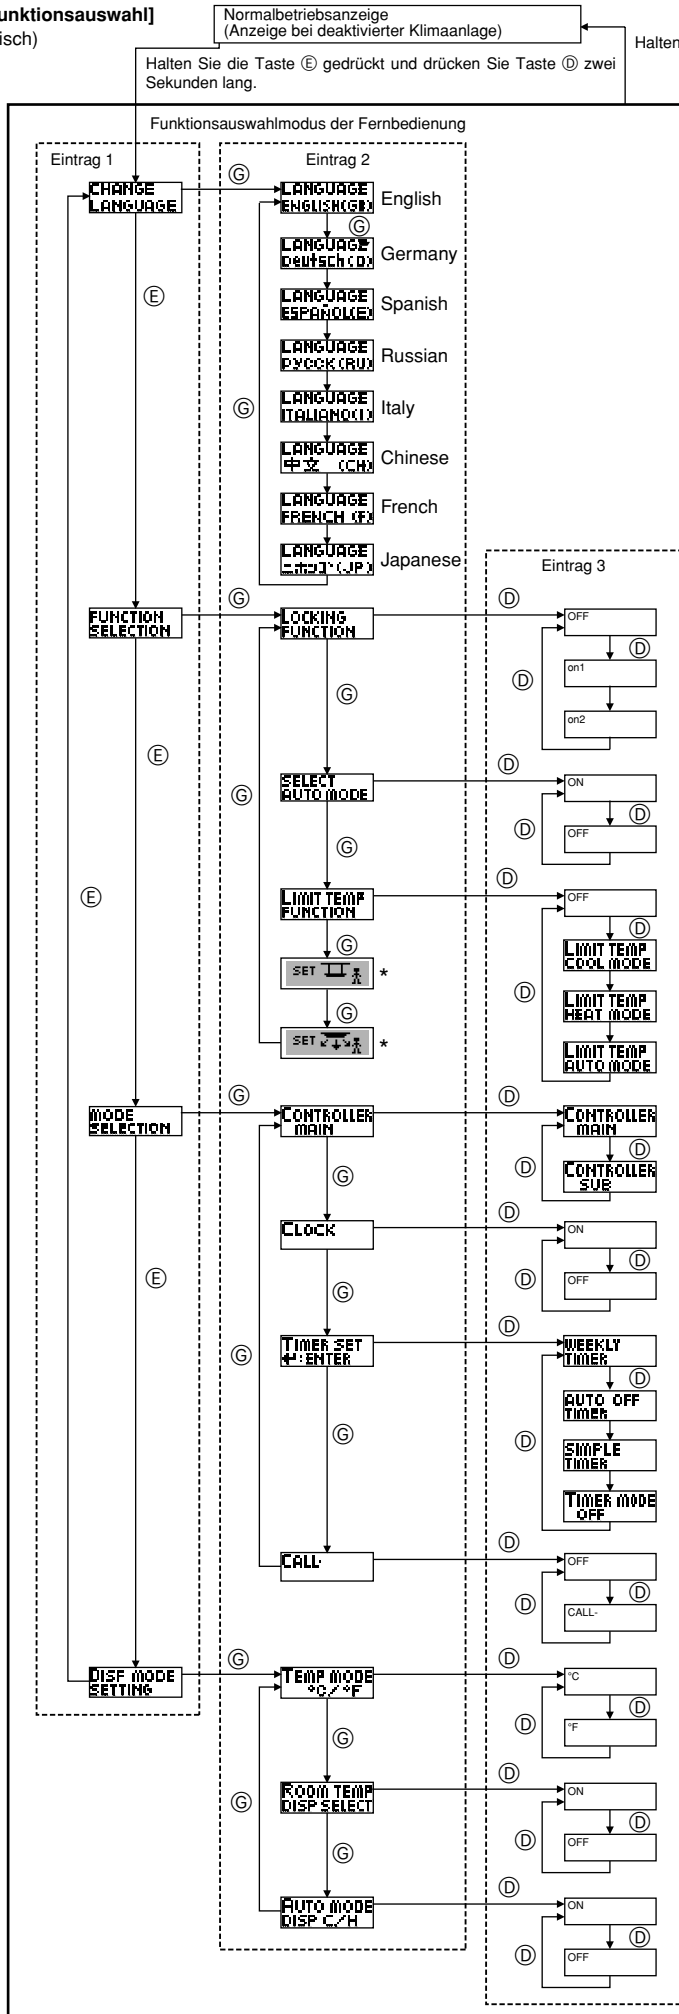 unktionsauswahl]
isch)
Normalbetriebsanzeige
(Anzeige bei deaktivierter Klimaanlage)
Halten
Halten Sie die Taste Ⓔ gedrückt und drücken Sie Taste Ⓓ zwei
Sekunden lang.
Funktionsauswahlmodus der Fernbedienung
Eintrag 1
Eintrag 2
CHANGE
LANGUAGE
Ⓖ
LANGUAGE
ENGLISH(GB)
English
Ⓖ
LANGUAGE
Deutsch(D)
Germany
Ⓔ
LANGUAGE
ESPAÑOL(E)
Spanish
LANGUAGE
РУССК(RU)
Russian
Ⓖ
LANGUAGE
ITALIANO(I)
Italy
LANGUAGE
中文 (CH)
Chinese
LANGUAGE
FRENCH (F)
French
LANGUAGE
ニホンゴ(JP)
Japanese
Eintrag 3
FUNCTION
SELECTION
Ⓖ
LOCKING
FUNCTION
Ⓓ
OFF
Ⓓ
on1
Ⓓ
on2
Ⓖ
Ⓔ
Ⓖ
SELECT
AUTO MODE
Ⓓ
ON
Ⓓ
OFF
Ⓓ
Ⓖ
Ⓔ
LIMIT TEMP
FUNCTION
Ⓓ
OFF
Ⓓ
LIMIT TEMP
COOL MODE
Ⓖ
SET *
Ⓓ
LIMIT TEMP
HEAT MODE
Ⓖ
SET *
LIMIT TEMP
AUTO MODE
MODE
SELECTION
Ⓖ
CONTROLLER
MAIN
Ⓓ
CONTROLLER
MAIN
Ⓓ
Ⓓ
CONTROLLER
SUB
Ⓖ
CLOCK
Ⓓ
ON
Ⓓ
OFF
Ⓓ
Ⓔ
Ⓖ
Ⓖ
TIMER SET
↵:ENTER
Ⓓ
WEEKLY
TIMER
Ⓓ
AUTO OFF
TIMER
Ⓖ
Ⓓ
SIMPLE
TIMER
TIMER MODE
OFF
CALL-
Ⓓ
OFF
Ⓓ
CALL-
Ⓓ
DISP MODE
SETTING
Ⓖ
TEMP MODE
°C/°F
Ⓓ
°C
Ⓓ
°F
Ⓓ
Ⓖ
Ⓖ
ROOM TEMP
DISP SELECT
Ⓓ
ON
Ⓓ
OFF
Ⓓ
Ⓖ
AUTO MODE
DISP C/H
Ⓓ
ON
Ⓓ
OFF
Ⓓ